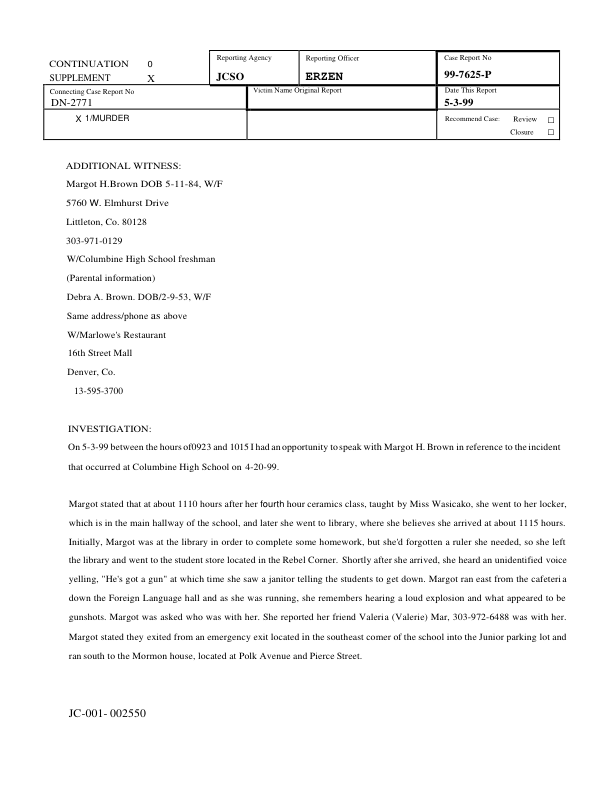 CONTINUATION 0
SUPPLEMENT X
Reporting Agency
JCSO
Reporting Officer
ERZEN
Case Report No
99-7625-P
Connecting Case Report No
DN-2771
Victim Name Original Report
Date This Report
5-3-99
X 1/MURDER
Recommend Case: Review ☐
Closure ☐
ADDITIONAL WITNESS:
Margot H.Brown DOB 5-11-84, W/F
5760 W. Elmhurst Drive
Littleton, Co. 80128
303-971-0129
W/Columbine High School freshman
(Parental information)
Debra A. Brown. DOB/2-9-53, W/F
Same address/phone as above
W/Marlowe's Restaurant
16th Street Mall
Denver, Co.
13-595-3700
INVESTIGATION:
On 5-3-99 between the hours of0923 and 1015 I had an opportunity to speak with Margot H. Brown in reference to the incident
that occurred at Columbine High School on 4-20-99.
Margot stated that at about 1110 hours after her fourth hour ceramics class, taught by Miss Wasicako, she went to her locker,
which is in the main hallway of the school, and later she went to library, where she believes she arrived at about 1115 hours.
Initially, Margot was at the library in order to complete some homework, but she'd forgotten a ruler she needed, so she left
the library and went to the student store located in the Rebel Corner. Shortly after she arrived, she heard an unidentified voice
yelling, "He's got a gun" at which time she saw a janitor telling the students to get down. Margot ran east from the cafeteria
down the Foreign Language hall and as she was running, she remembers hearing a loud explosion and what appeared to be
gunshots. Margot was asked who was with her. She reported her friend Valeria (Valerie) Mar, 303-972-6488 was with her.
Margot stated they exited from an emergency exit located in the southeast comer of the school into the Junior parking lot and
ran south to the Mormon house, located at Polk Avenue and Pierce Street.
JC-001- 002550